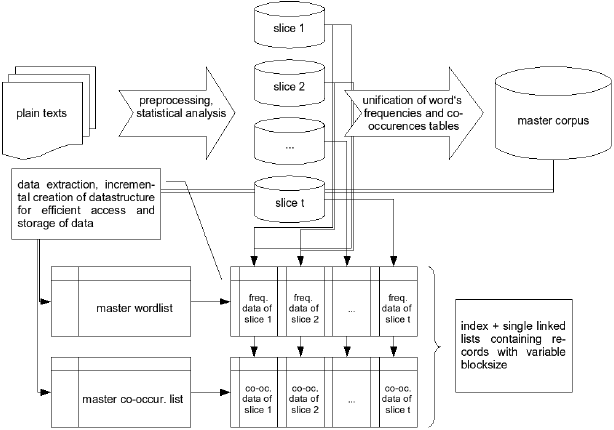 slice 1
slice 2
...
slice t
plain texts
preprocessing,
statistical analysis
unification of word's
frequencies and co-
occurences tables
master corpus
data extraction, incremen-
tal creation of datastructure
for efficient access and
storage of data
master wordlist
freq.
data of
slice 1
freq.
data of
slice 2
...
freq.
data of
slice t
index + single linked
lists containing re-
cords with variable
blocksize
master co-occur. list
co-oc.
data of
slice 1
co-oc.
data of
slice 2
...
co-oc.
data of
slice t